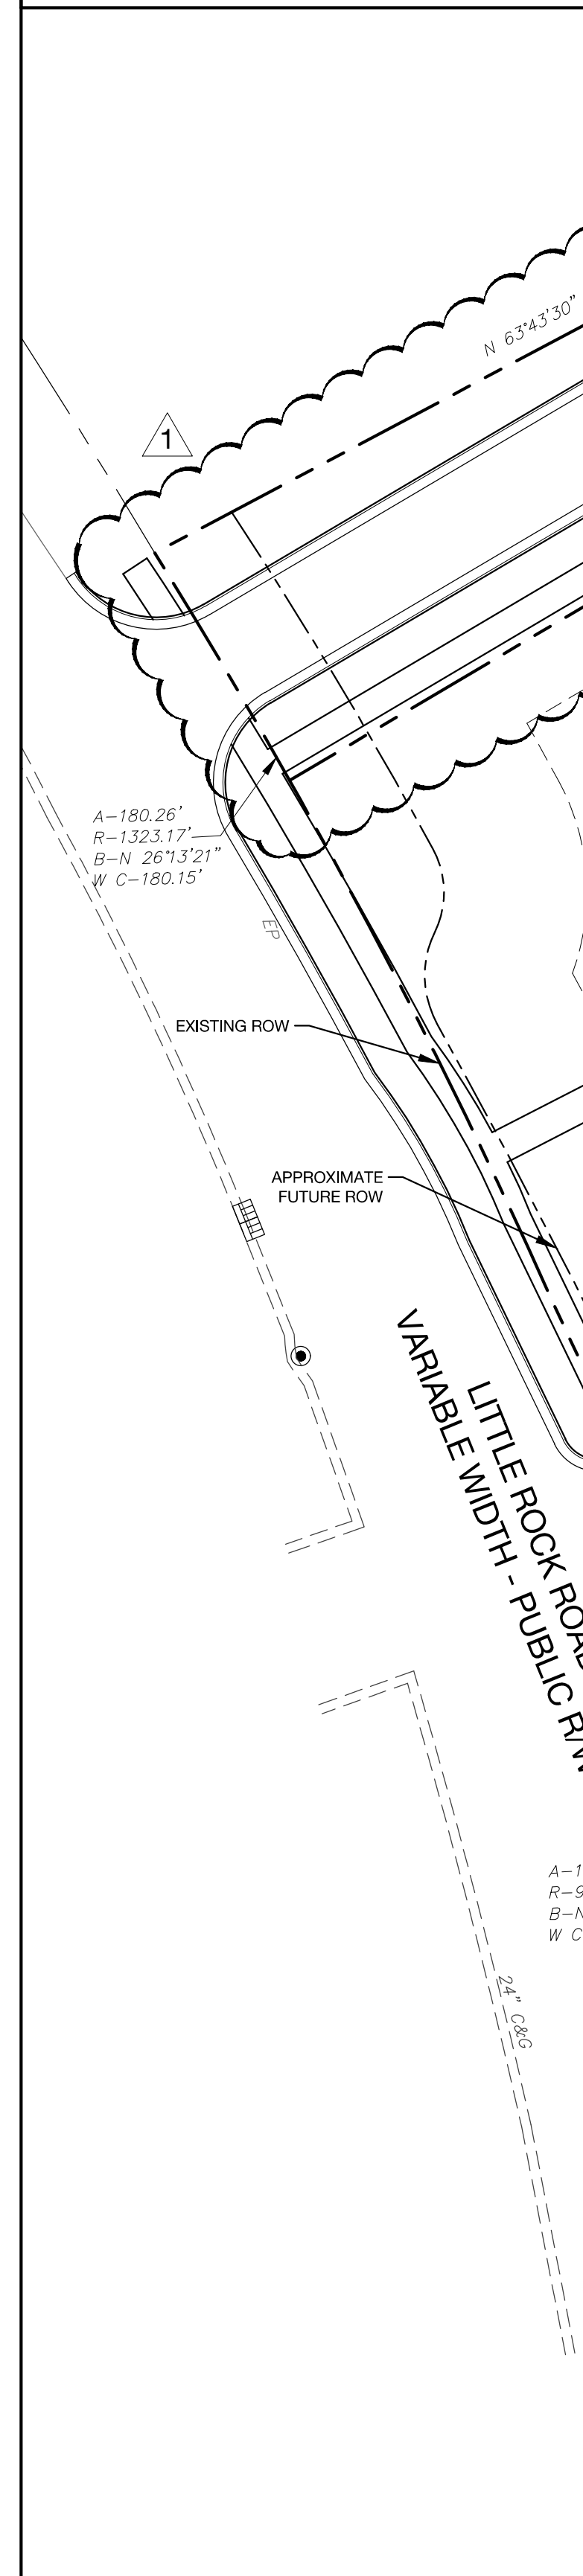 N 63°43'30"
1
A-180.26'
R-1323.17'
B-N 26°13'21"
W C-180.15'
EP
EXISTING ROW
APPROXIMATE
FUTURE ROW
LITTLE ROCK ROAD
VARIABLE WIDTH - PUBLIC R/W
A-1
R-9
B-N
W C
24" C&G